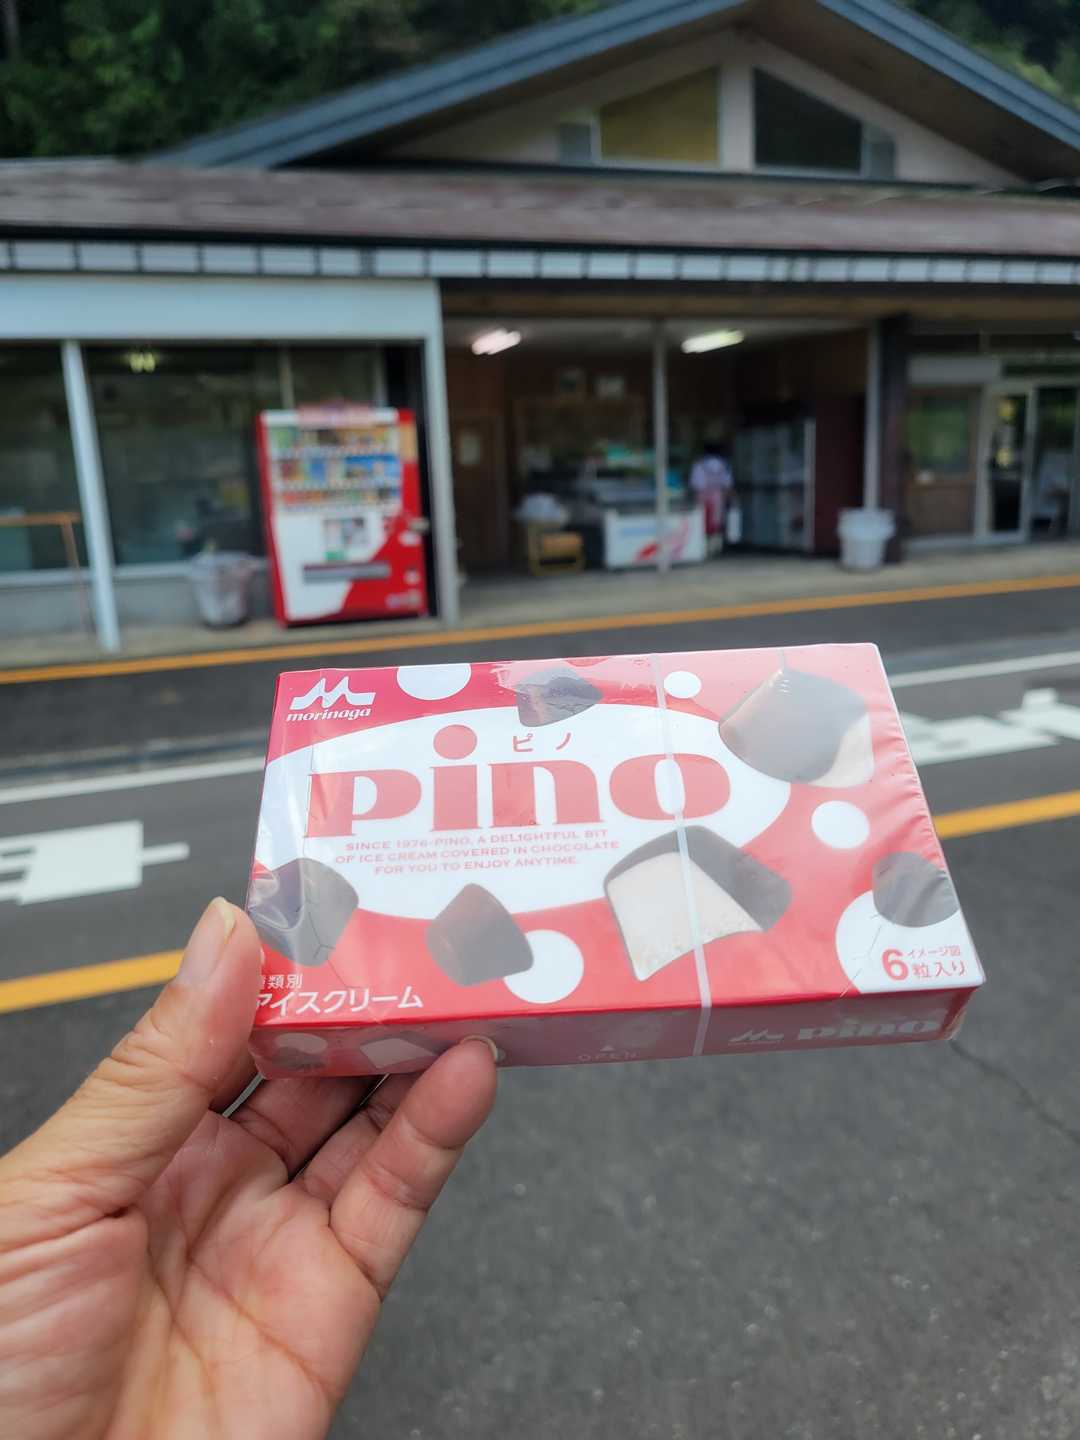 morinaga
ピノ
pino
SINCE 1976-PINO, A DELIGHTFUL BIT
OF ICE CREAM COVERED IN CHOCOLATE
FOR YOU TO ENJOY ANYTIME.
イメージ図
6粒入り
種類別
アイスクリーム
OPEN
pino